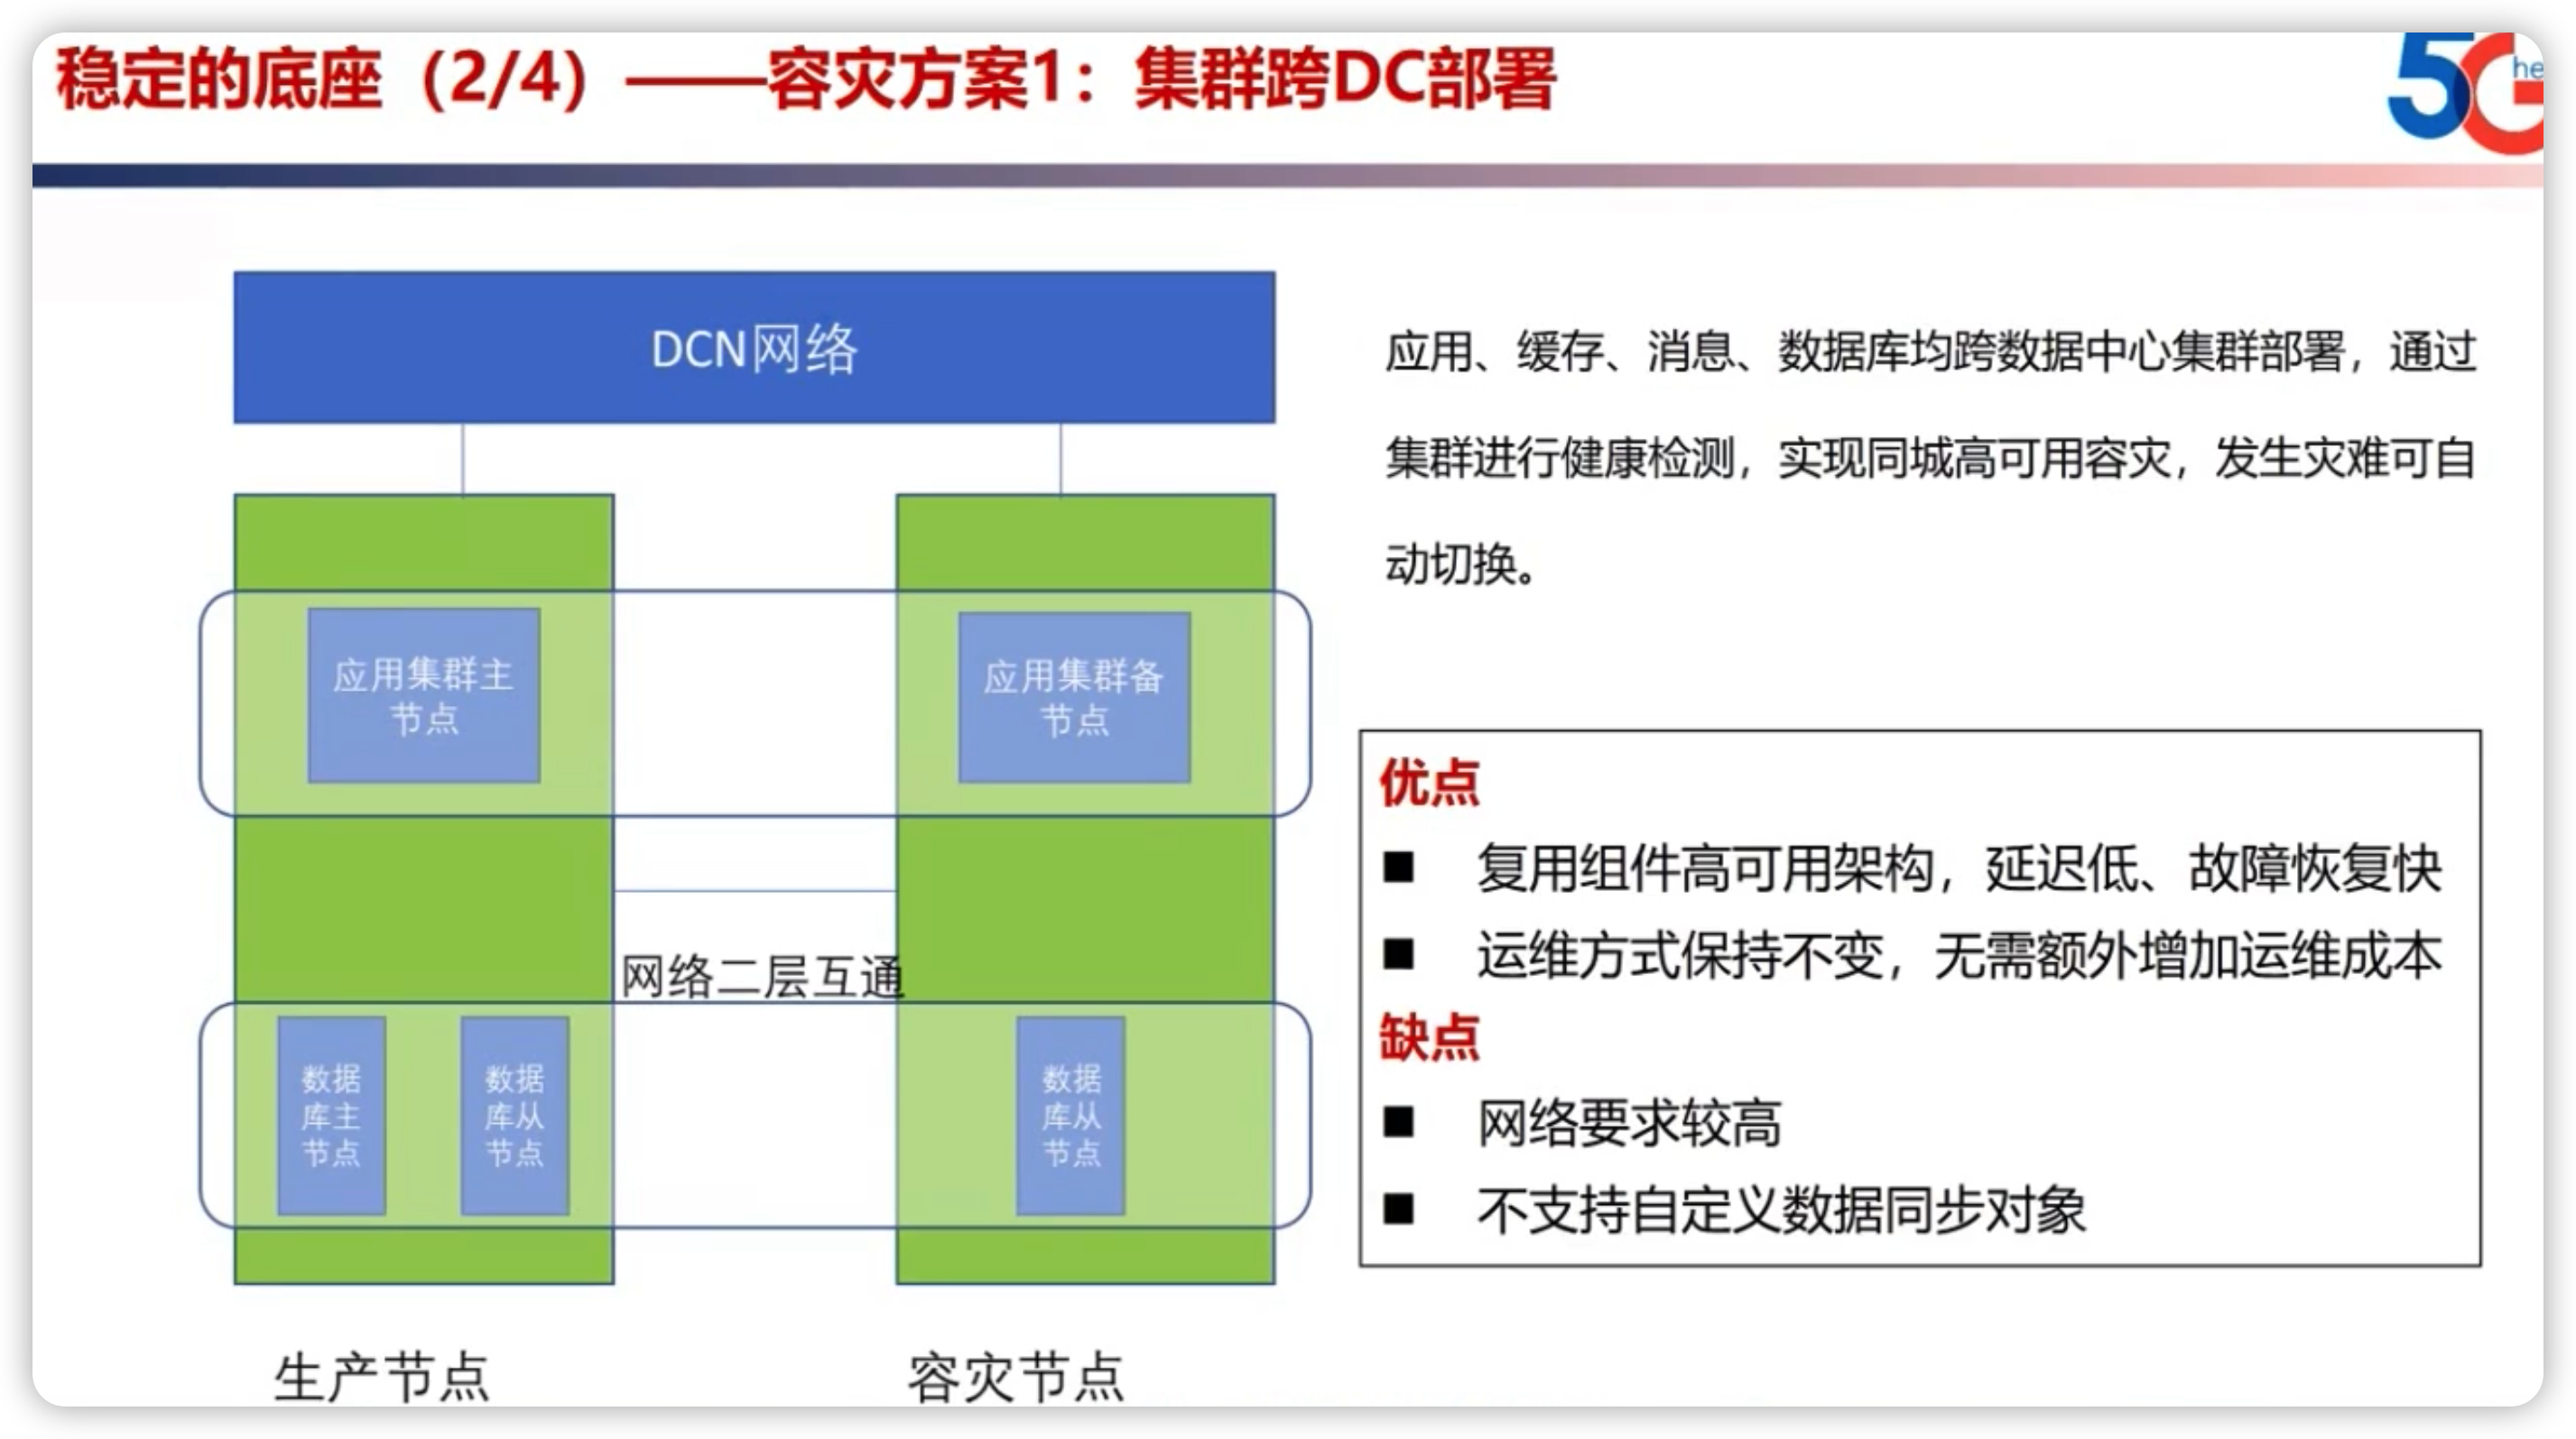 稳定的底座（2/4）——容灾方案1：集群跨DC部署
5G
he
DCN网络
应用集群主
节点
应用集群备
节点
网络二层互通
数据
库主
节点
数据
库从
节点
数据
库从
节点
生产节点
容灾节点
应用、缓存、消息、数据库均跨数据中心集群部署，通过
集群进行健康检测，实现同城高可用容灾，发生灾难可自
动切换。
优点
■ 复用组件高可用架构，延迟低、故障恢复快
■ 运维方式保持不变，无需额外增加运维成本
缺点
■ 网络要求较高
■ 不支持自定义数据同步对象